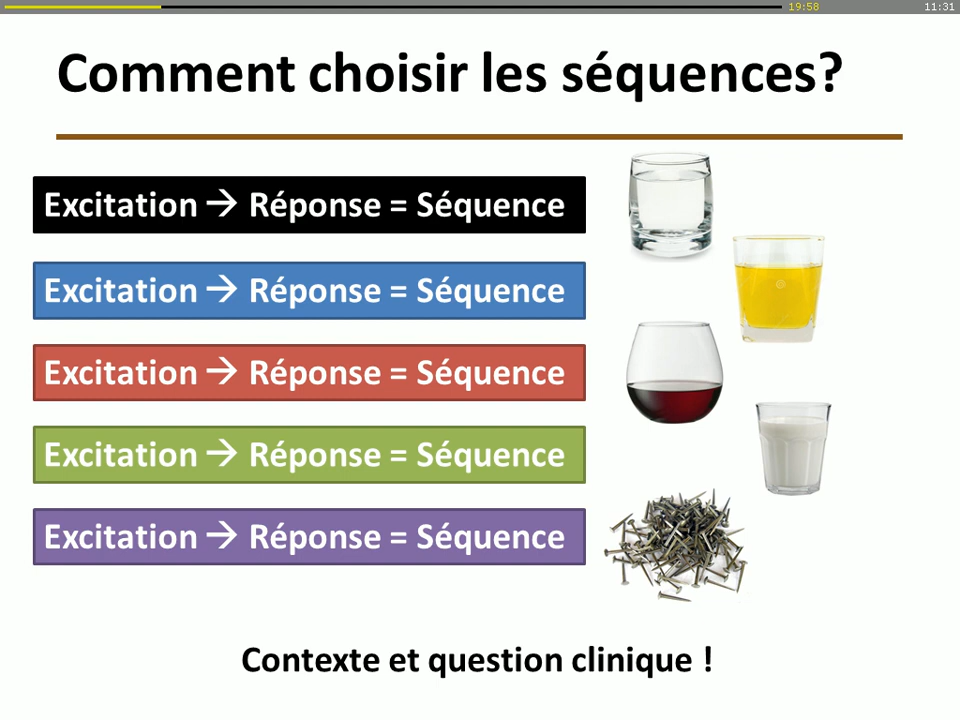 19:58 11:31
Comment choisir les séquences?
Excitation → Réponse = Séquence
Excitation → Réponse = Séquence
Excitation → Réponse = Séquence
Excitation → Réponse = Séquence
Excitation → Réponse = Séquence
Contexte et question clinique !